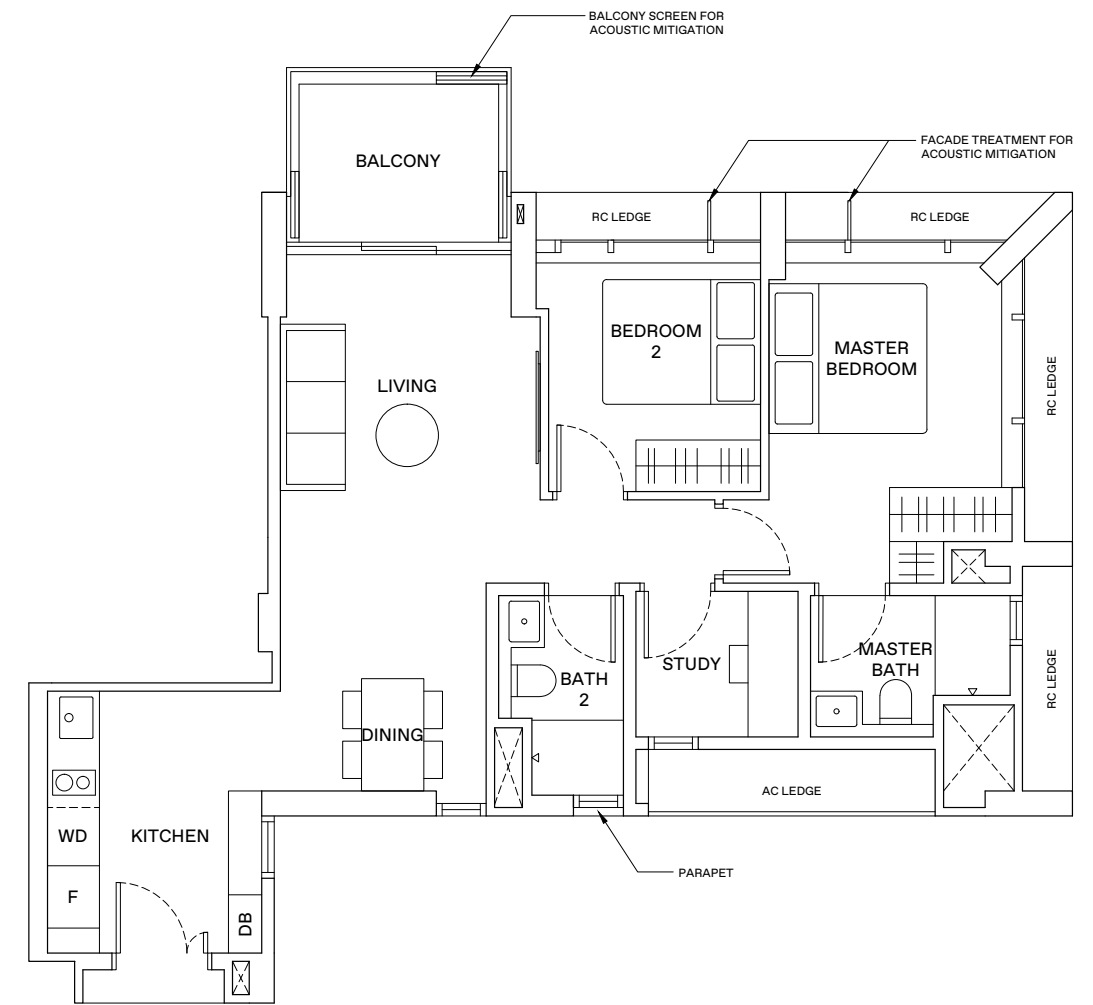 BALCONY SCREEN FOR
ACOUSTIC MITIGATION
FACADE TREATMENT FOR
ACOUSTIC MITIGATION
BALCONY
RC LEDGE
RC LEDGE
BEDROOM
2
MASTER
BEDROOM
LIVING
RC LEDGE
MASTER
BATH
STUDY
BATH
2
RC LEDGE
DINING
AC LEDGE
WD
KITCHEN
PARAPET
F
DB